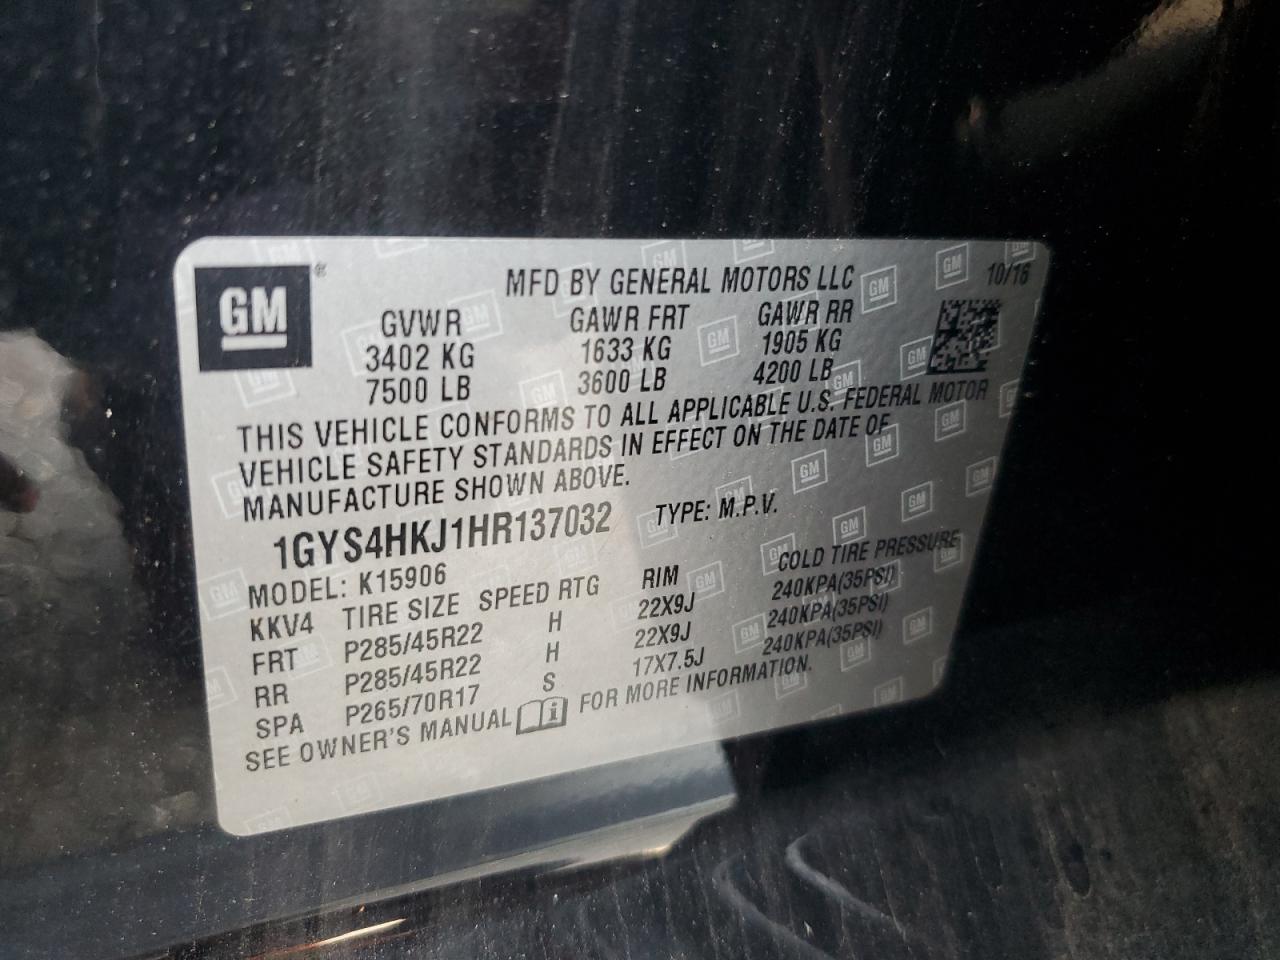 GM ®
MFD BY GENERAL MOTORS LLC 10/16
GVWR GAWR FRT GAWR RR
3402 KG 1633 KG 1905 KG
7500 LB 3600 LB 4200 LB
THIS VEHICLE CONFORMS TO ALL APPLICABLE U.S. FEDERAL MOTOR
VEHICLE SAFETY STANDARDS IN EFFECT ON THE DATE OF
MANUFACTURE SHOWN ABOVE.
1GYS4HKJ1HR137032 TYPE: M.P.V.
MODEL: K15906
KKV4 TIRE SIZE SPEED RTG RIM COLD TIRE PRESSURE
FRT P285/45R22 H 22X9J 240KPA(35PSI)
RR P285/45R22 H 22X9J 240KPA(35PSI)
SPA P265/70R17 S 17X7.5J 240KPA(35PSI)
SEE OWNER'S MANUAL i FOR MORE INFORMATION.